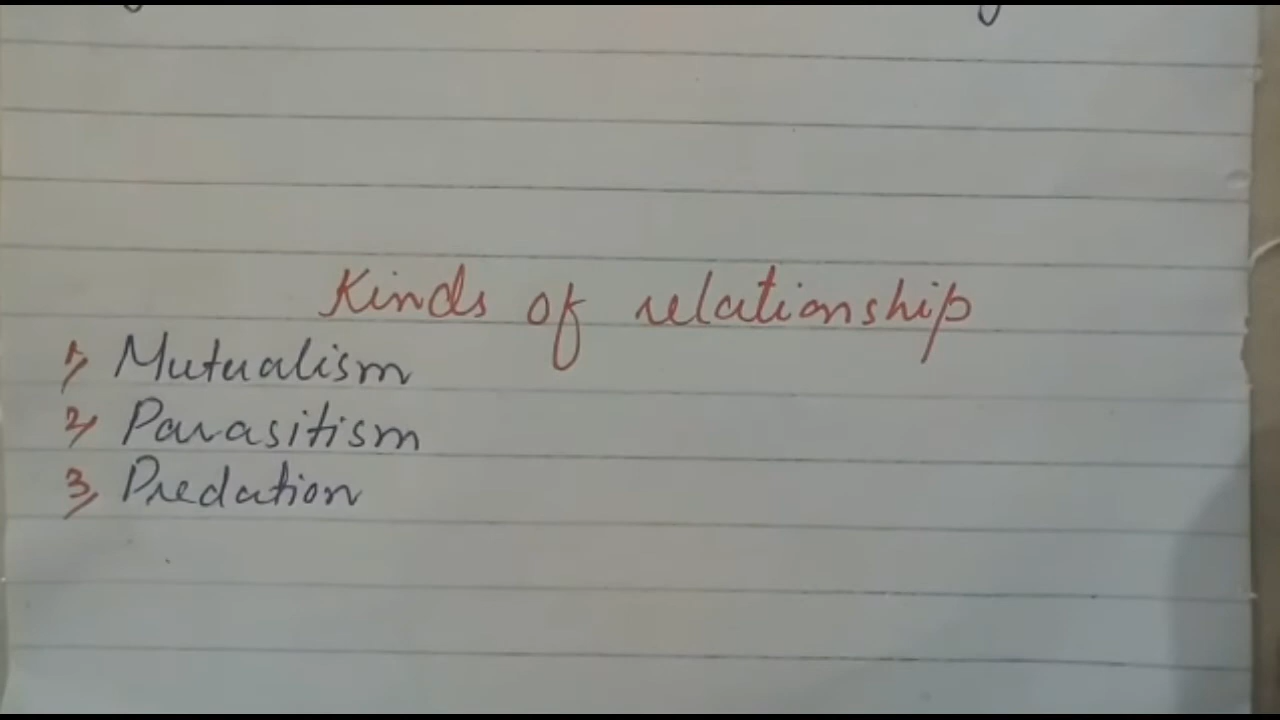 Kinds of relationship
1, Mutualism
2, Parasitism
3, Predation